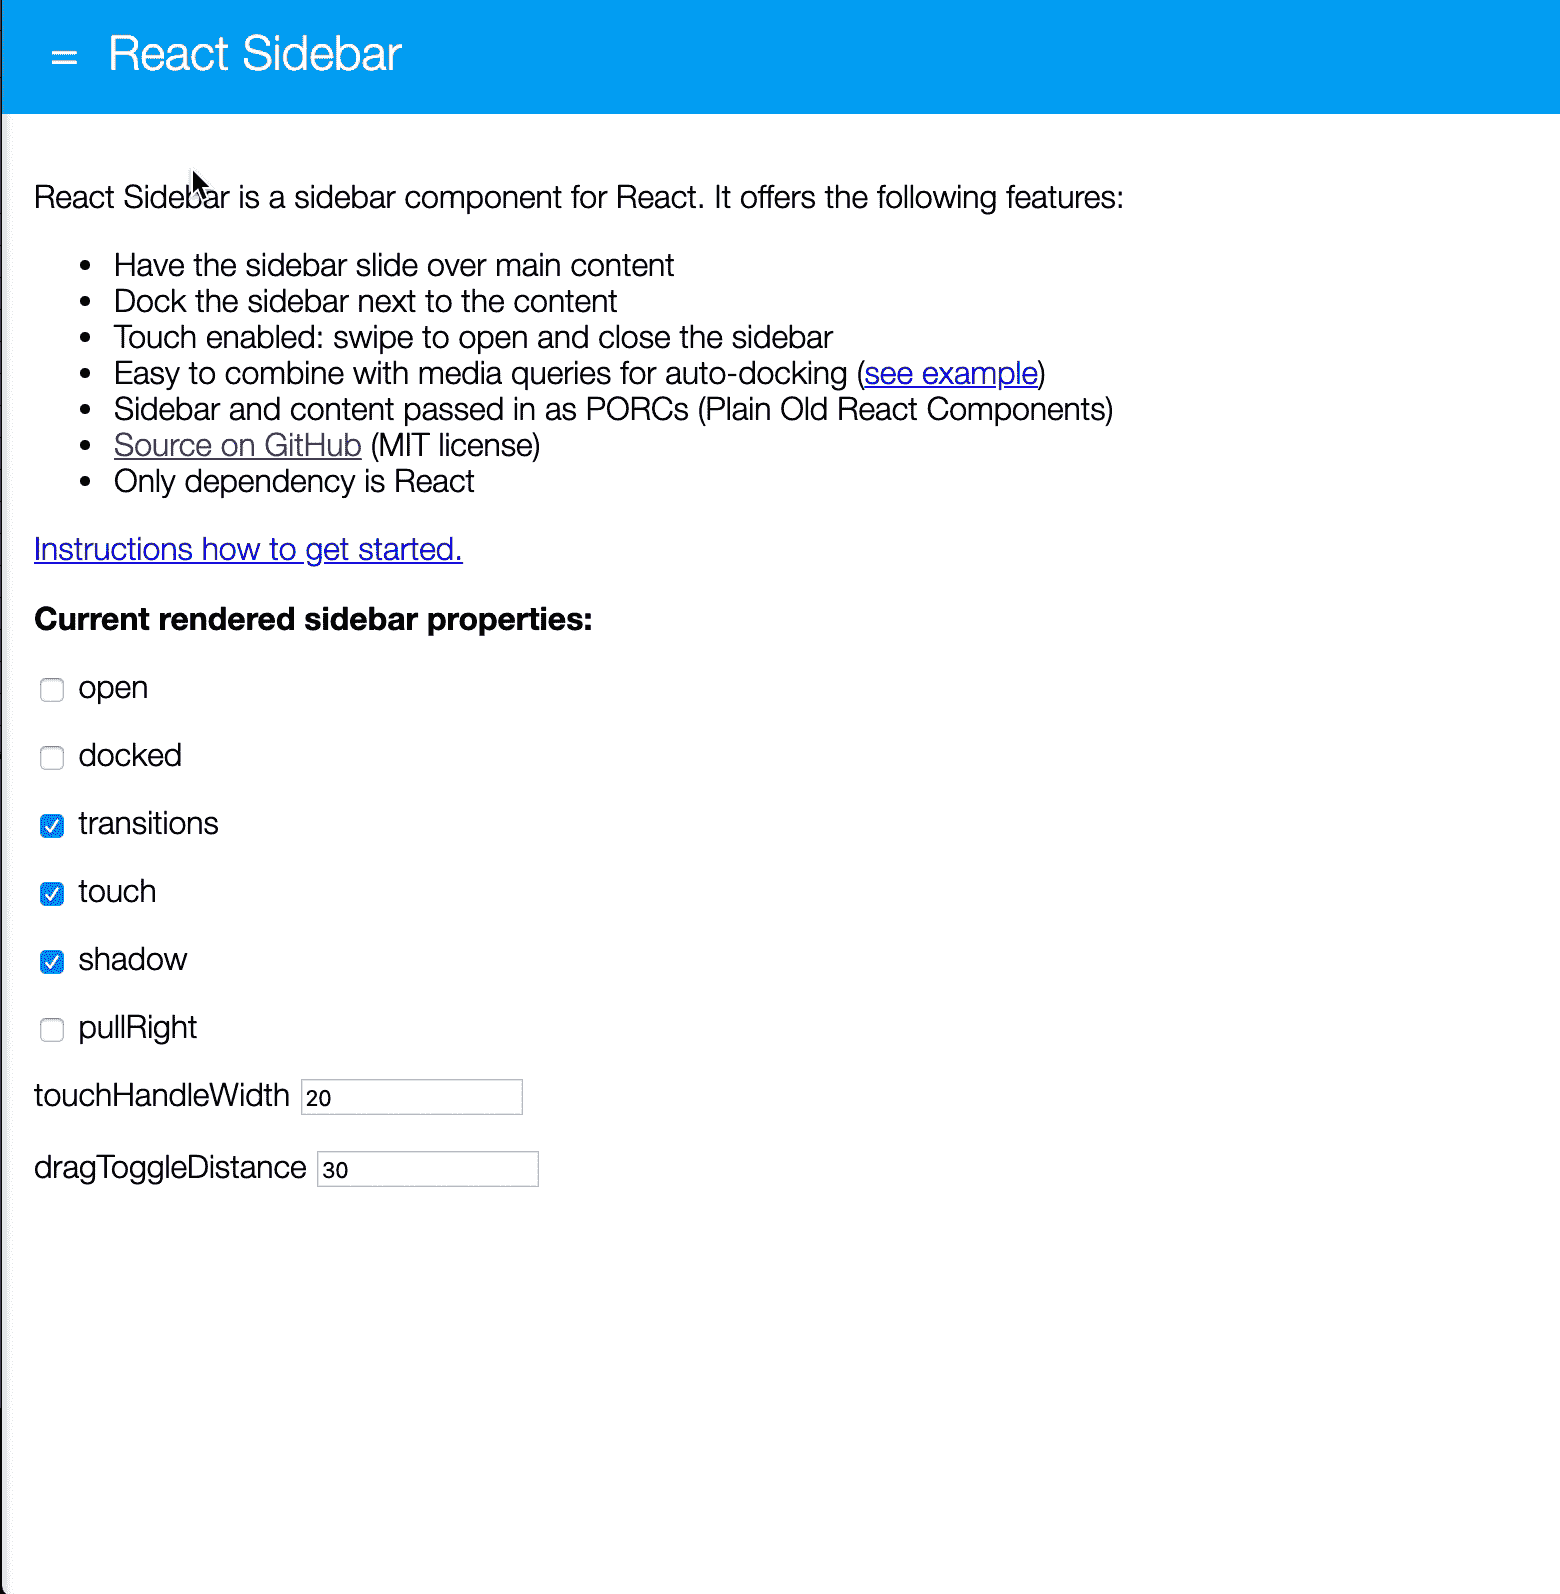 React Sidebar
React Sidebar is a sidebar component for React. It offers the following features:
Have the sidebar slide over main content
Dock the sidebar next to the content
Touch enabled: swipe to open and close the sidebar
Easy to combine with media queries for auto-docking (see example)
Sidebar and content passed in as PORCs (Plain Old React Components)
Source on GitHub (MIT license)
Only dependency is React
Instructions how to get started.
Current rendered sidebar properties:
open
docked
transitions
touch
shadow
pullRight
touchHandleWidth 20
dragToggleDistance 30